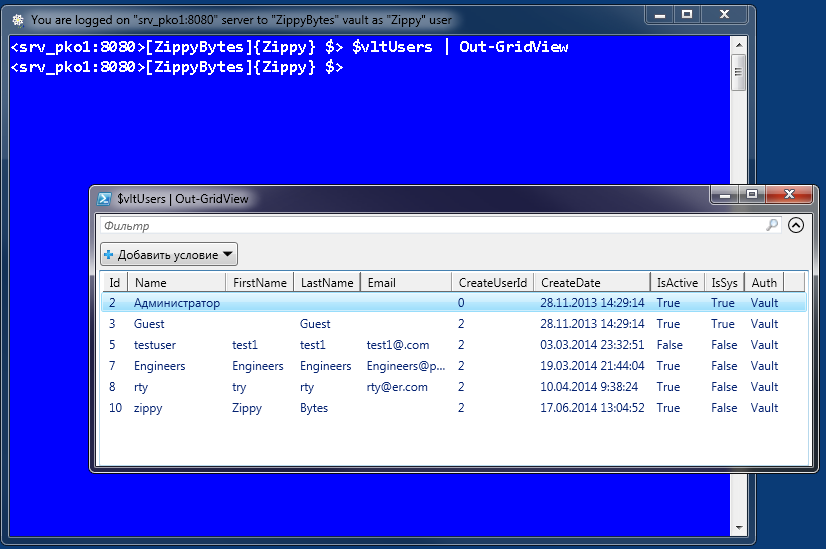 You are logged on "srv_pko1:8080" server to "ZippyBytes" vault as "Zippy" user
<srv_pko1:8080>[ZippyBytes]{Zippy} $> $vltUsers | Out-GridView
<srv_pko1:8080>[ZippyBytes]{Zippy} $>
$vltUsers | Out-GridView
Фильтр
Добавить условие
Id Name FirstName LastName Email CreateUserId CreateDate IsActive IsSys Auth
2 Администратор 0 28.11.2013 14:29:14 True True Vault
3 Guest Guest 2 28.11.2013 14:29:14 True True Vault
5 testuser test1 test1 test1@.com 2 03.03.2014 23:32:51 False False Vault
7 Engineers Engineers Engineers Engineers@p... 2 19.03.2014 21:44:04 True False Vault
8 rty try rty rty@er.com 2 10.04.2014 9:38:24 True False Vault
10 zippy Zippy Bytes 2 17.06.2014 13:04:52 True False Vault